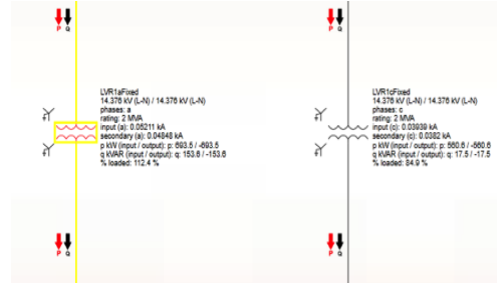 P Q
P Q
LVR1aFixed
14.376 kV (L-N) / 14.376 kV (L-N)
phases: a
rating: 2 MVA
input (a): 0.05211 kA
secondary (a): 0.04848 kA
p kW (input / output): p: 693.5 / -693.5
q kVAR (input / output): q: 153.6 / -153.6
% loaded: 112.4 %
LVR1cFixed
14.376 kV (L-N) / 14.376 kV (L-N)
phases: c
rating: 2 MVA
input (c): 0.03939 kA
secondary (c): 0.0382 kA
p kW (input / output): p: 560.6 / -560.6
q kVAR (input / output): q: 17.5 / -17.5
% loaded: 84.9 %
P Q
P Q